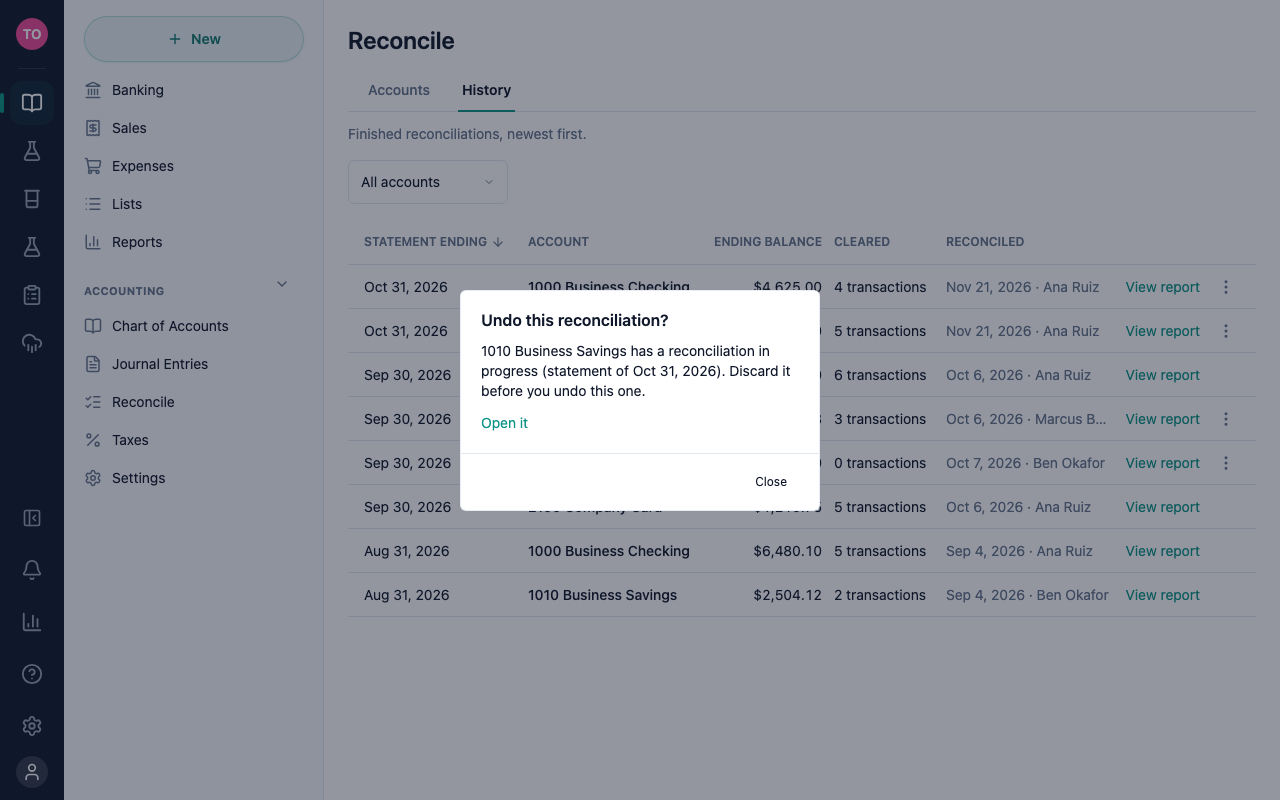 TO
New
Banking
Sales
Expenses
Lists
Reports
ACCOUNTING
Chart of Accounts
Journal Entries
Reconcile
Taxes
Settings
Reconcile
Accounts History
Finished reconciliations, newest first.
All accounts
STATEMENT ENDING ACCOUNT ENDING BALANCE CLEARED RECONCILED
Oct 31, 2026 1000 Business Checking $4,625.00 4 transactions Nov 21, 2026 · Ana Ruiz View report
Oct 31, 2026 5 transactions Nov 21, 2026 · Ana Ruiz View report
Sep 30, 2026 6 transactions Oct 6, 2026 · Ana Ruiz View report
Sep 30, 2026 3 transactions Oct 6, 2026 · Marcus B... View report
Sep 30, 2026 0 transactions Oct 7, 2026 · Ben Okafor View report
Sep 30, 2026 5 transactions Oct 6, 2026 · Ana Ruiz View report
Aug 31, 2026 1000 Business Checking $6,480.10 5 transactions Sep 4, 2026 · Ana Ruiz View report
Aug 31, 2026 1010 Business Savings $2,504.12 2 transactions Sep 4, 2026 · Ben Okafor View report
Undo this reconciliation?
1010 Business Savings has a reconciliation in
progress (statement of Oct 31, 2026). Discard it
before you undo this one.
Open it
Close